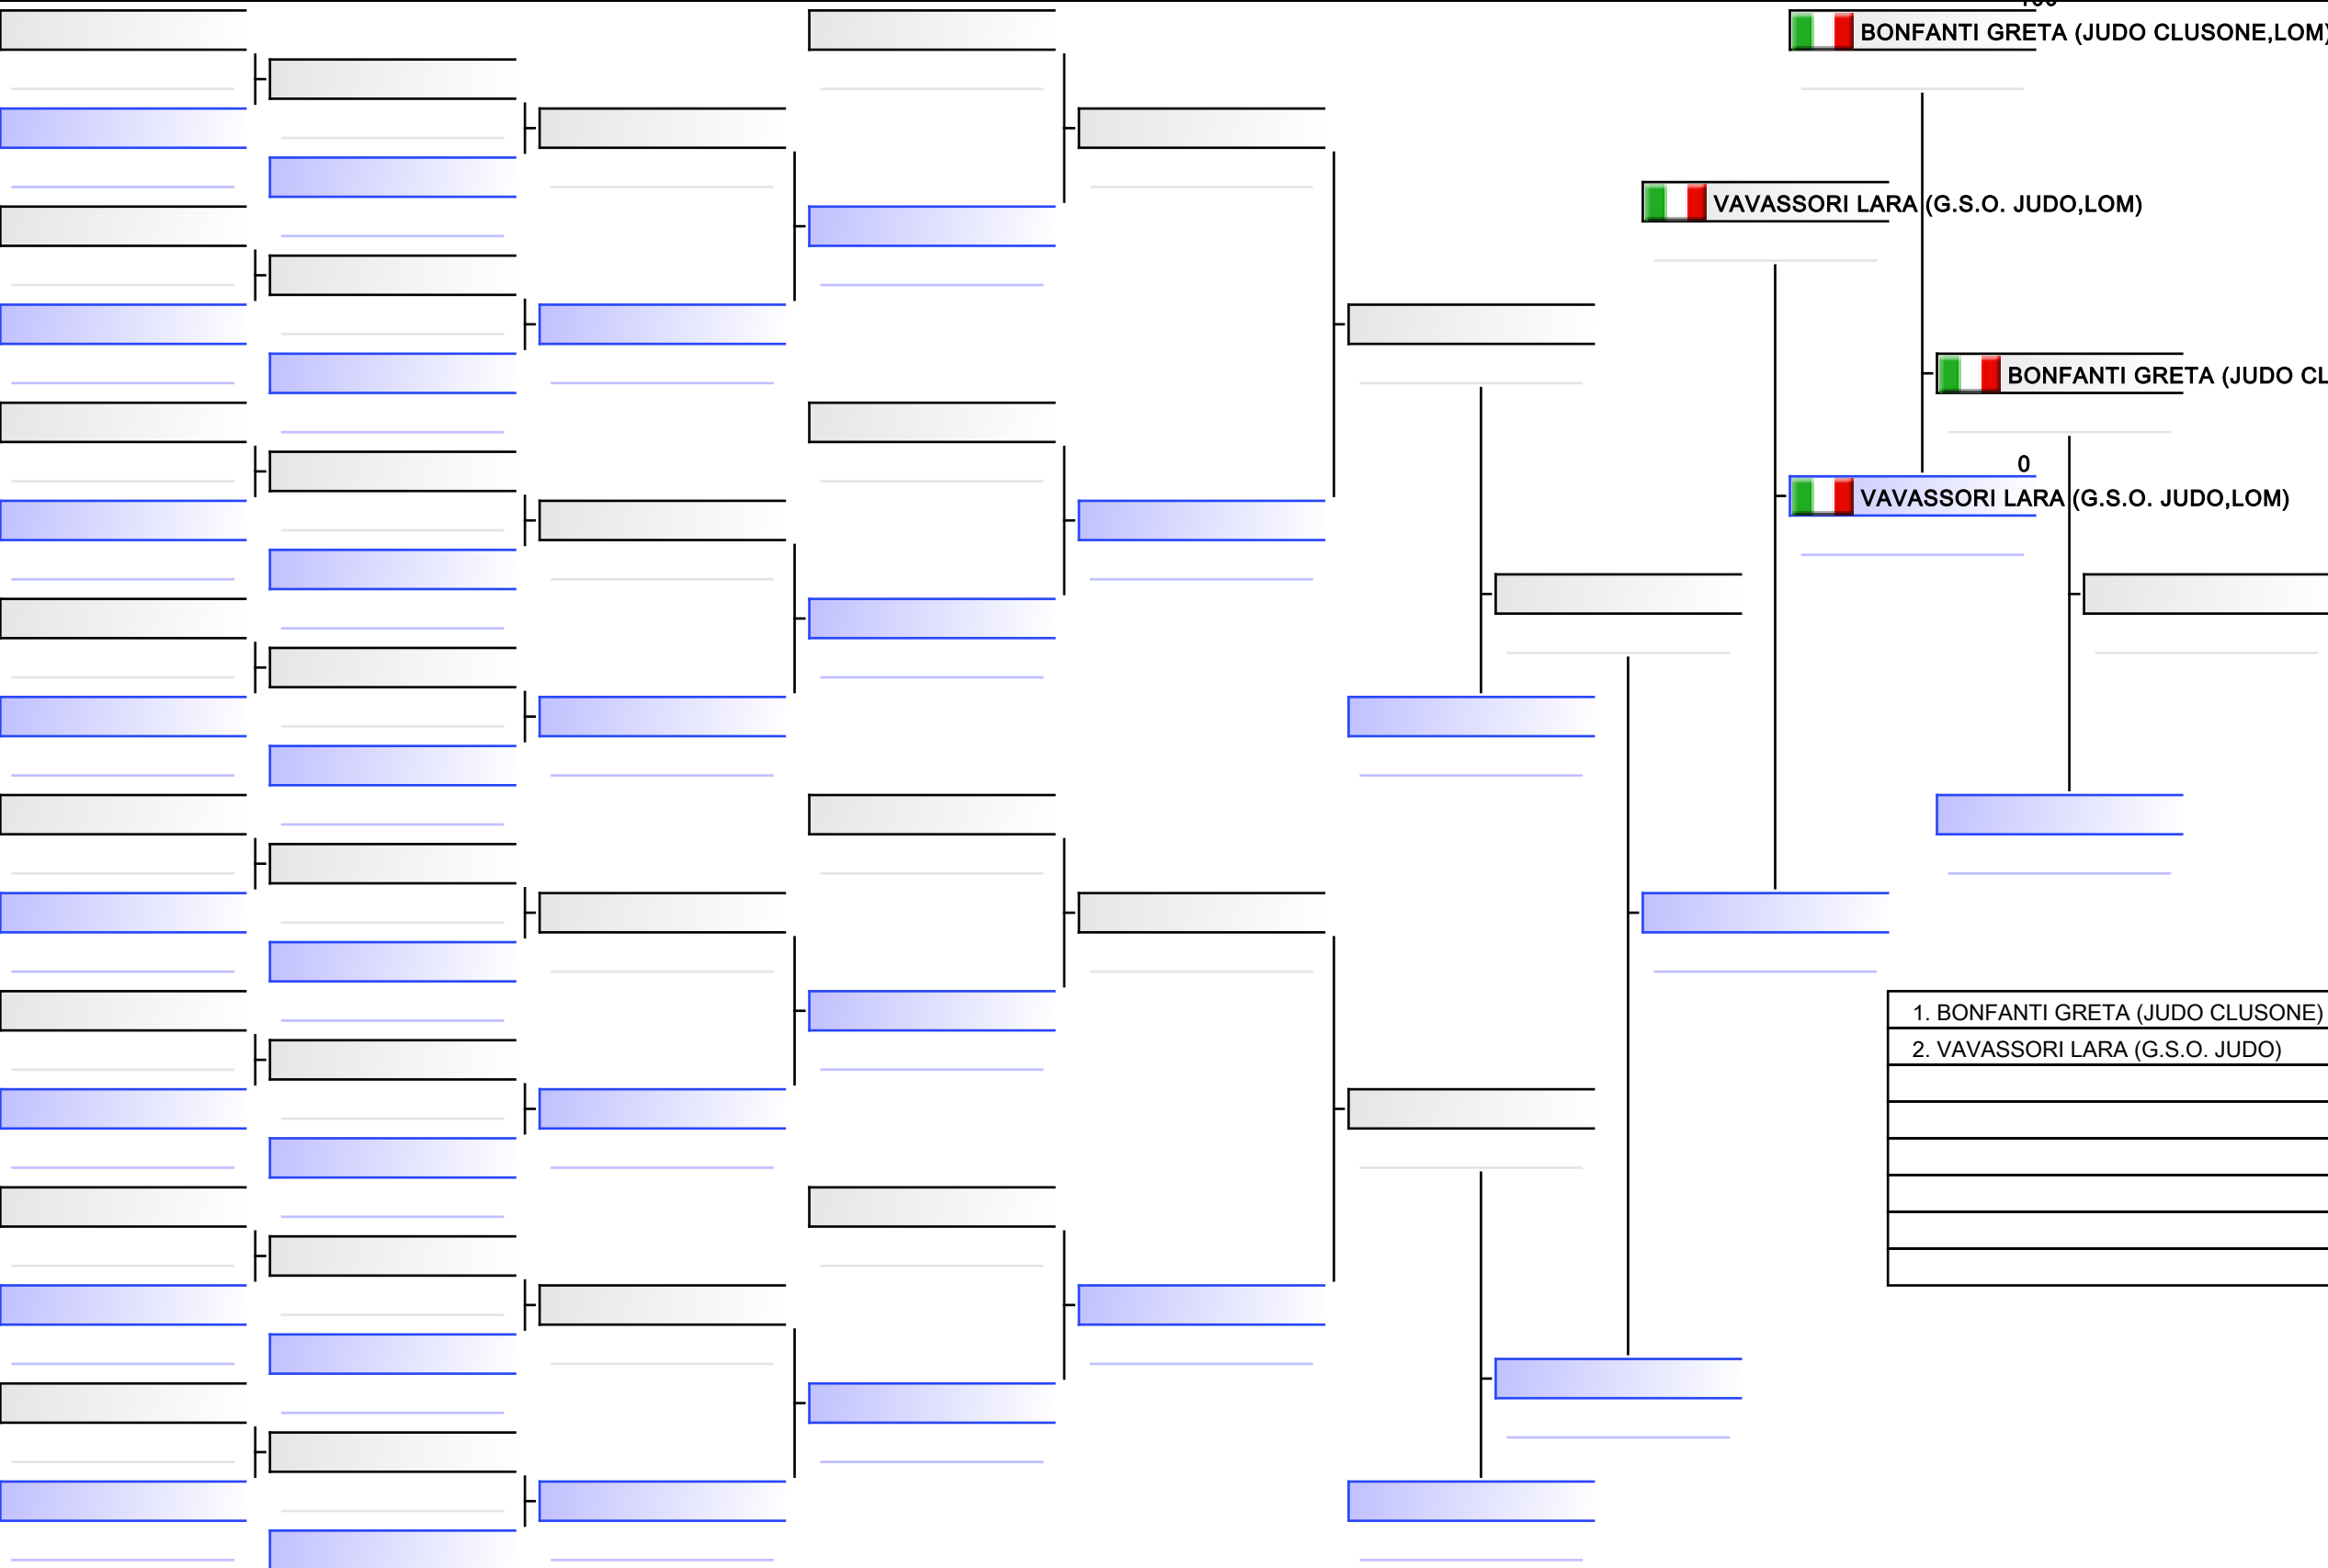 BONFANTI GRETA (JUDO CLUSONE,LOM)
VAVASSORI LARA (G.S.O. JUDO,LOM)
BONFANTI GRETA (JUDO CL
0
VAVASSORI LARA (G.S.O. JUDO,LOM)
1. BONFANTI GRETA (JUDO CLUSONE)
2. VAVASSORI LARA (G.S.O. JUDO)